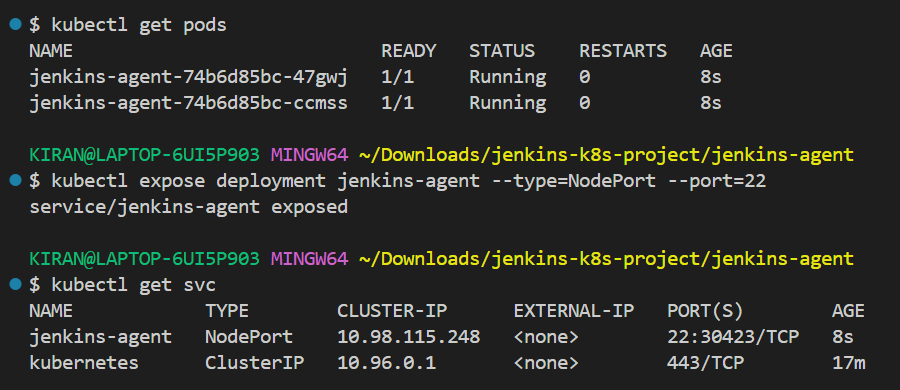 $ kubectl get pods
NAME READY STATUS RESTARTS AGE
jenkins-agent-74b6d85bc-47gwj 1/1 Running 0 8s
jenkins-agent-74b6d85bc-ccmss 1/1 Running 0 8s
KIRAN@LAPTOP-6UI5P903 MINGW64 ~/Downloads/jenkins-k8s-project/jenkins-agent
$ kubectl expose deployment jenkins-agent --type=NodePort --port=22
service/jenkins-agent exposed
KIRAN@LAPTOP-6UI5P903 MINGW64 ~/Downloads/jenkins-k8s-project/jenkins-agent
$ kubectl get svc
NAME TYPE CLUSTER-IP EXTERNAL-IP PORT(S) AGE
jenkins-agent NodePort 10.98.115.248 <none> 22:30423/TCP 8s
kubernetes ClusterIP 10.96.0.1 <none> 443/TCP 17m